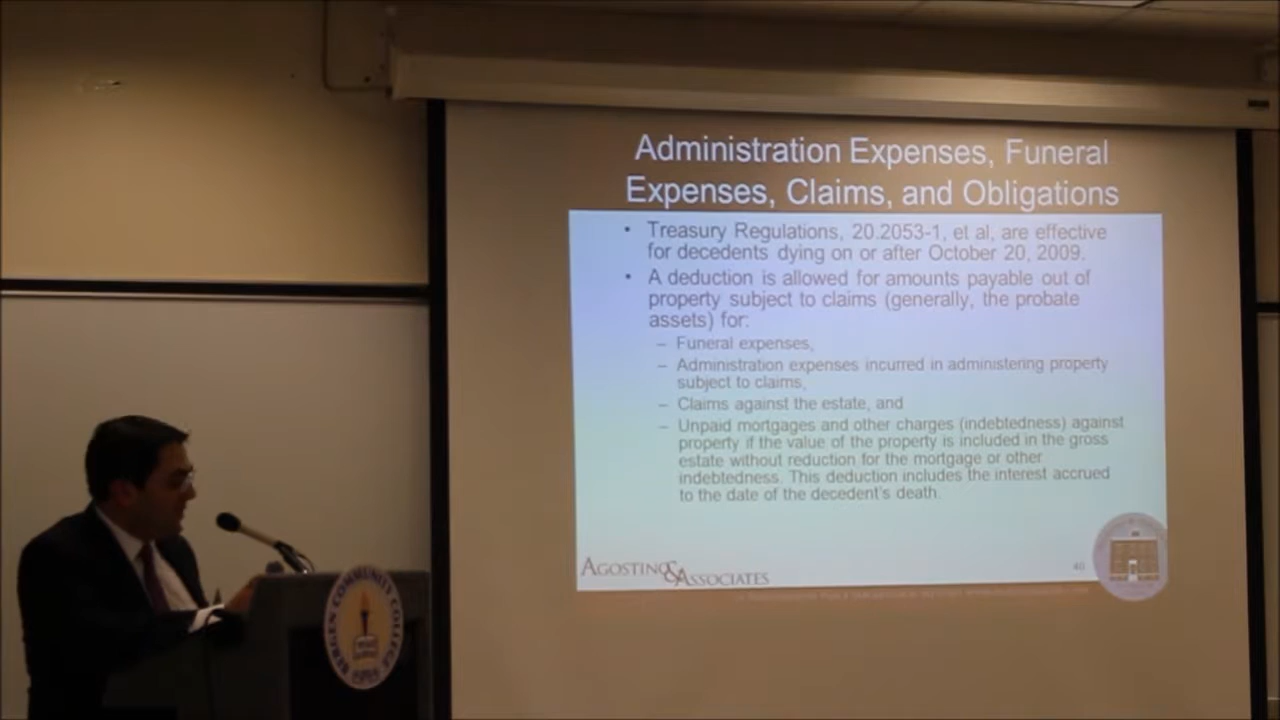 Administration Expenses, Funeral
Expenses, Claims, and Obligations
• Treasury Regulations, 20.2053-1, et al, are effective
for decedents dying on or after October 20, 2009.
• A deduction is allowed for amounts payable out of
property subject to claims (generally, the probate
assets) for:
– Funeral expenses,
– Administration expenses incurred in administering property
subject to claims,
– Claims against the estate, and
– Unpaid mortgages and other charges (indebtedness) against
property if the value of the property is included in the gross
estate without reduction for the mortgage or other
indebtedness. This deduction includes the interest accrued
to the date of the decedent's death.
AGOSTINO & ASSOCIATES
46
BERGEN COMMUNITY COLLEGE